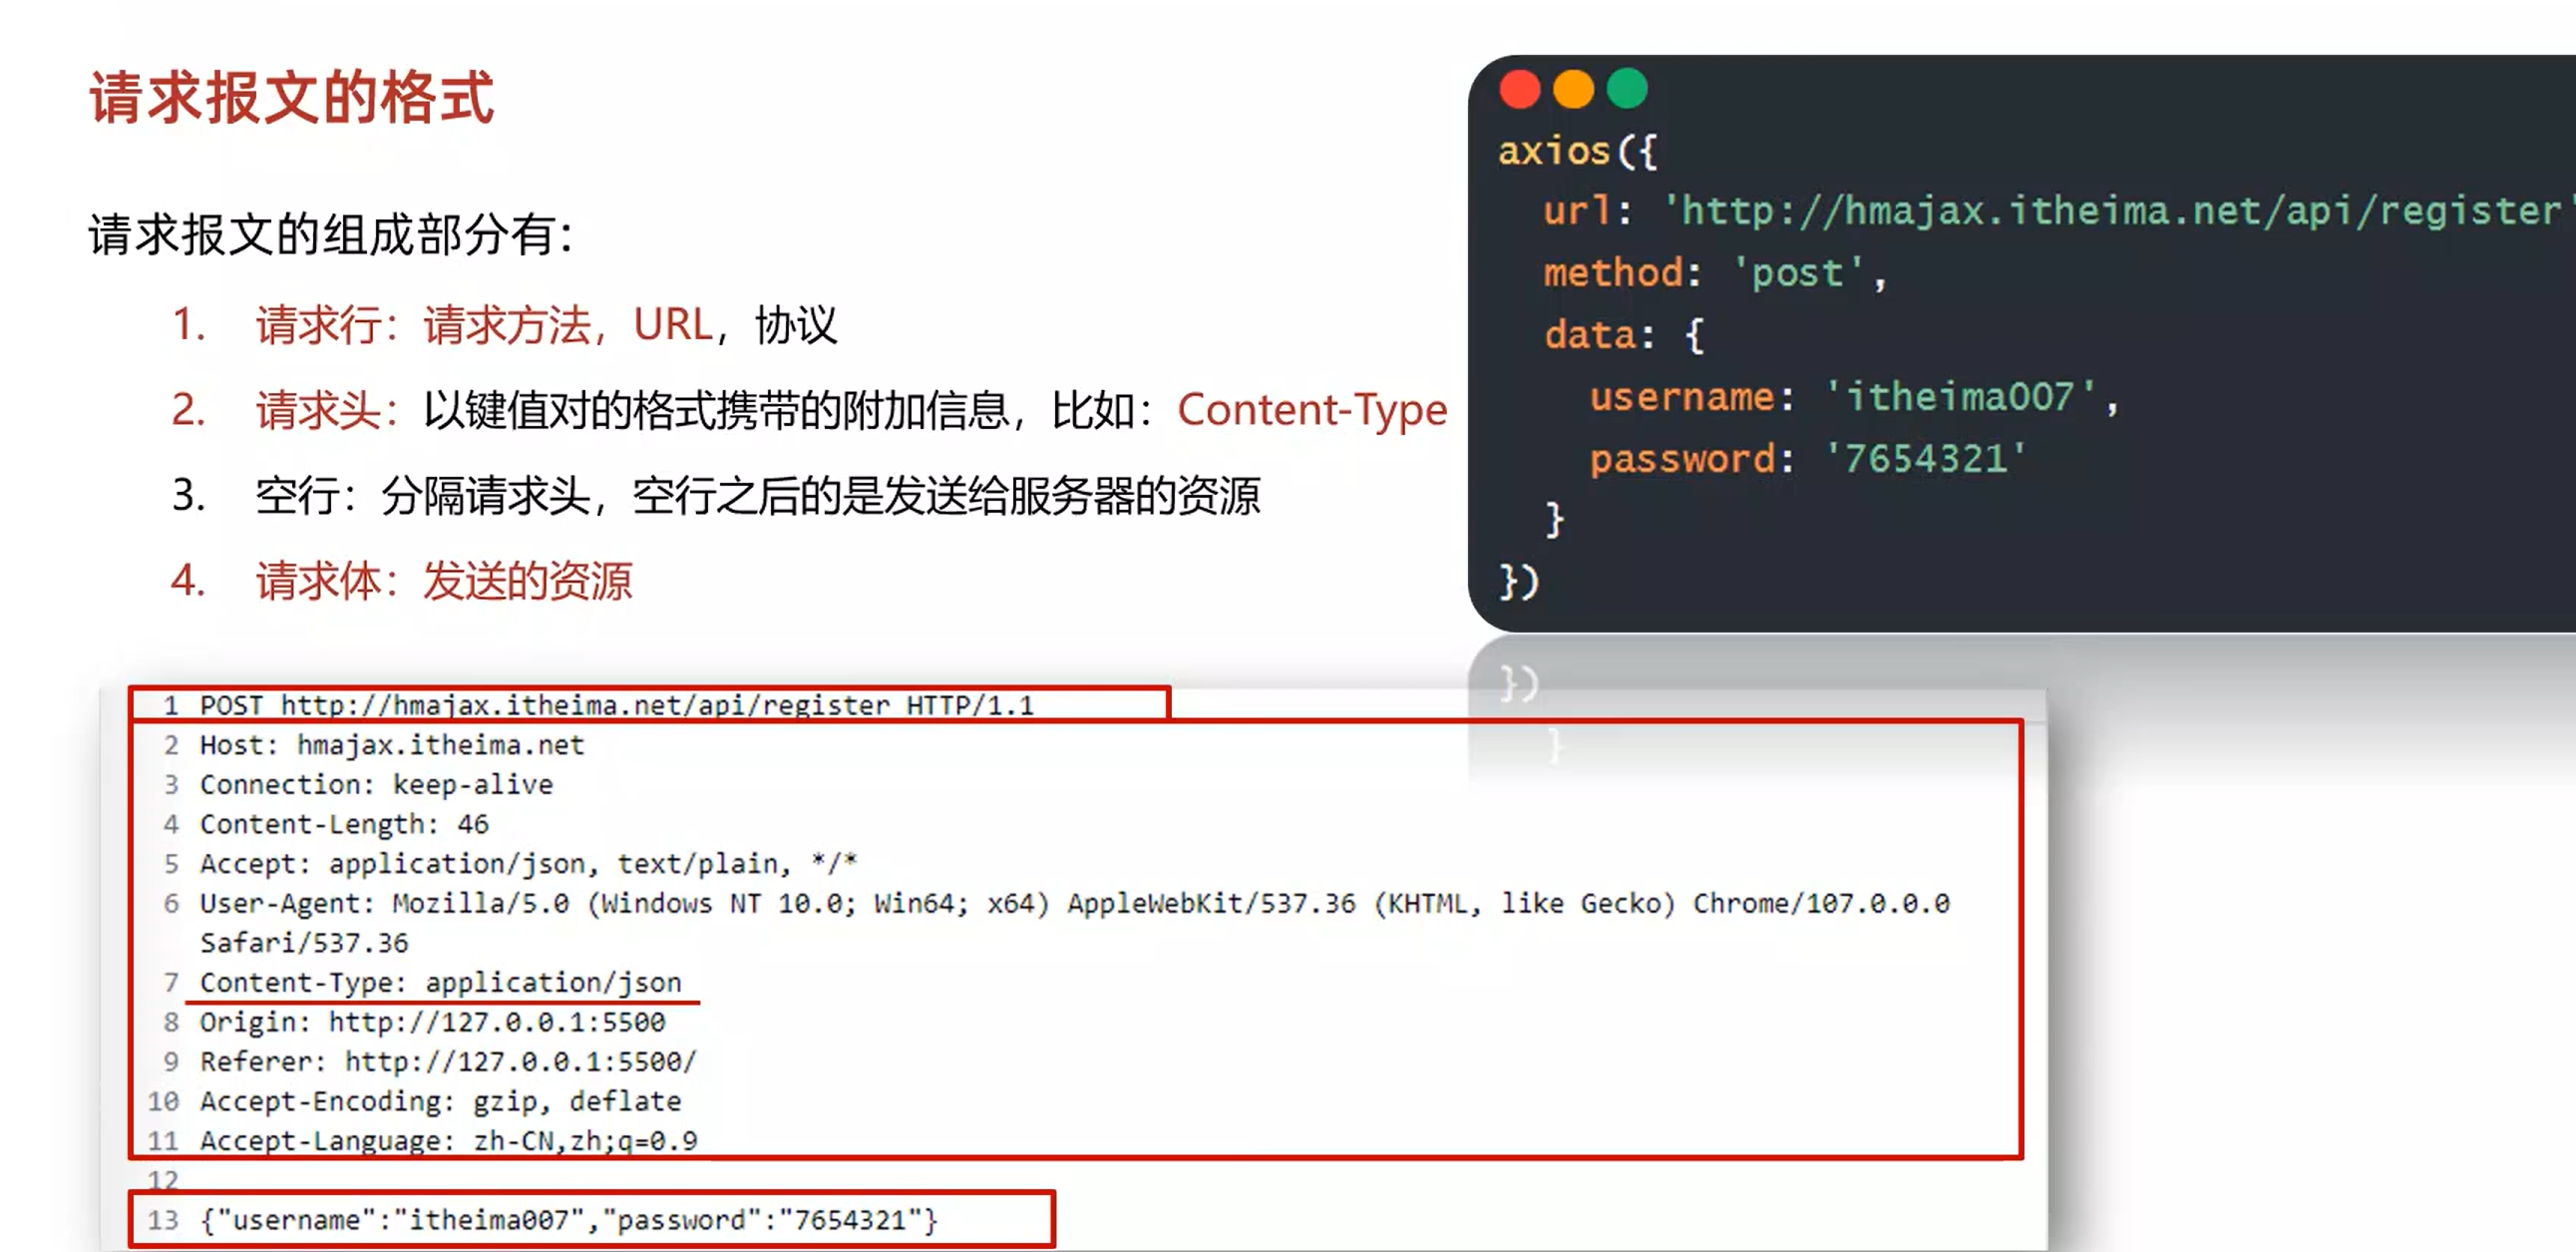 请求报文的格式
请求报文的组成部分有：
1. 请求行：请求方法，URL，协议
2. 请求头：以键值对的格式携带的附加信息，比如：Content-Type
3. 空行：分隔请求头，空行之后的是发送给服务器的资源
4. 请求体：发送的资源
axios({
url: 'http://hmajax.itheima.net/api/register'
method: 'post',
data: {
username: 'itheima007',
password: '7654321'
}
})
})
}
1 POST http://hmajax.itheima.net/api/register HTTP/1.1
2 Host: hmajax.itheima.net
3 Connection: keep-alive
4 Content-Length: 46
5 Accept: application/json, text/plain, */*
6 User-Agent: Mozilla/5.0 (Windows NT 10.0; Win64; x64) AppleWebKit/537.36 (KHTML, like Gecko) Chrome/107.0.0.0
Safari/537.36
7 Content-Type: application/json
8 Origin: http://127.0.0.1:5500
9 Referer: http://127.0.0.1:5500/
10 Accept-Encoding: gzip, deflate
11 Accept-Language: zh-CN,zh;q=0.9
12
13 {"username":"itheima007","password":"7654321"}